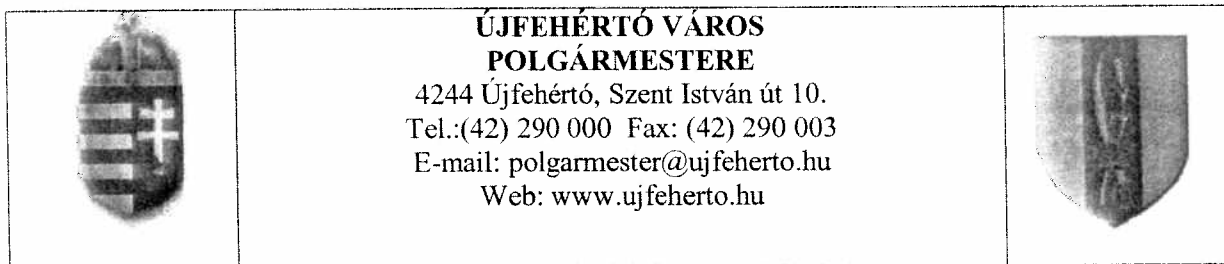 ÚJFEHÉRTÓ VÁROS
POLGÁRMESTERE
4244 Újfehértó, Szent István út 10.
Tel.:(42) 290 000 Fax: (42) 290 003
E-mail: polgarmester@ujfeherto.hu
Web: www.ujfeherto.hu